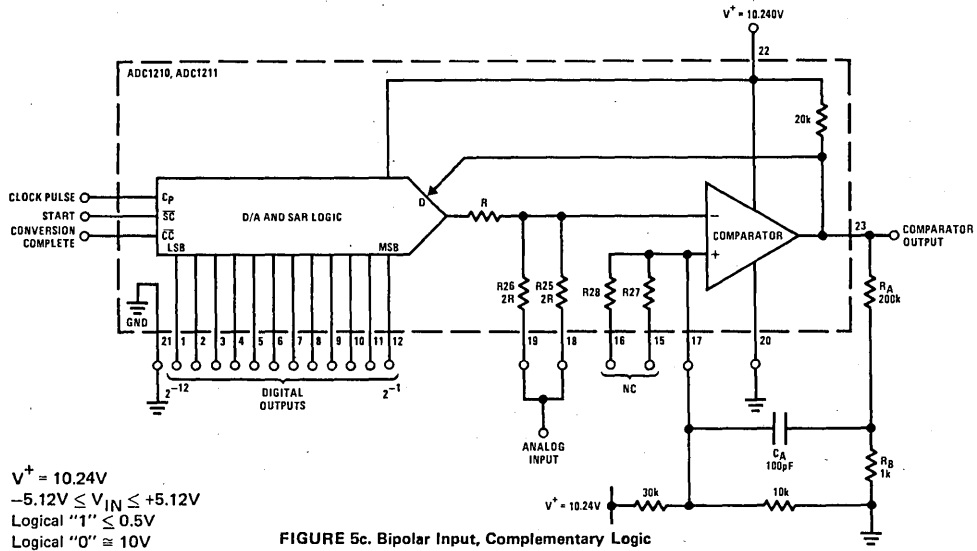 V⁺ = 10.240V
22
ADC1210, ADC1211
20k
CLOCK PULSE
START
CONVERSION
COMPLETE
CP
SC
CC
D/A AND SAR LOGIC
D
LSB
MSB
R
COMPARATOR
−
+
23
COMPARATOR
OUTPUT
R26
2R
R25
2R
R28
R27
RA
200k
GND
21 1 2 3 4 5 6 7 8 9 10 11 12
19 18 16 15 17 20
2⁻¹²
2⁻¹
DIGITAL
OUTPUTS
NC
ANALOG
INPUT
CA
100pF
RB
1k
V⁺ = 10.24V
30k
10k
V⁺ = 10.24V
−5.12V ≤ VIN ≤ +5.12V
Logical "1" ≤ 0.5V
Logical "0" ≅ 10V
FIGURE 5c. Bipolar Input, Complementary Logic